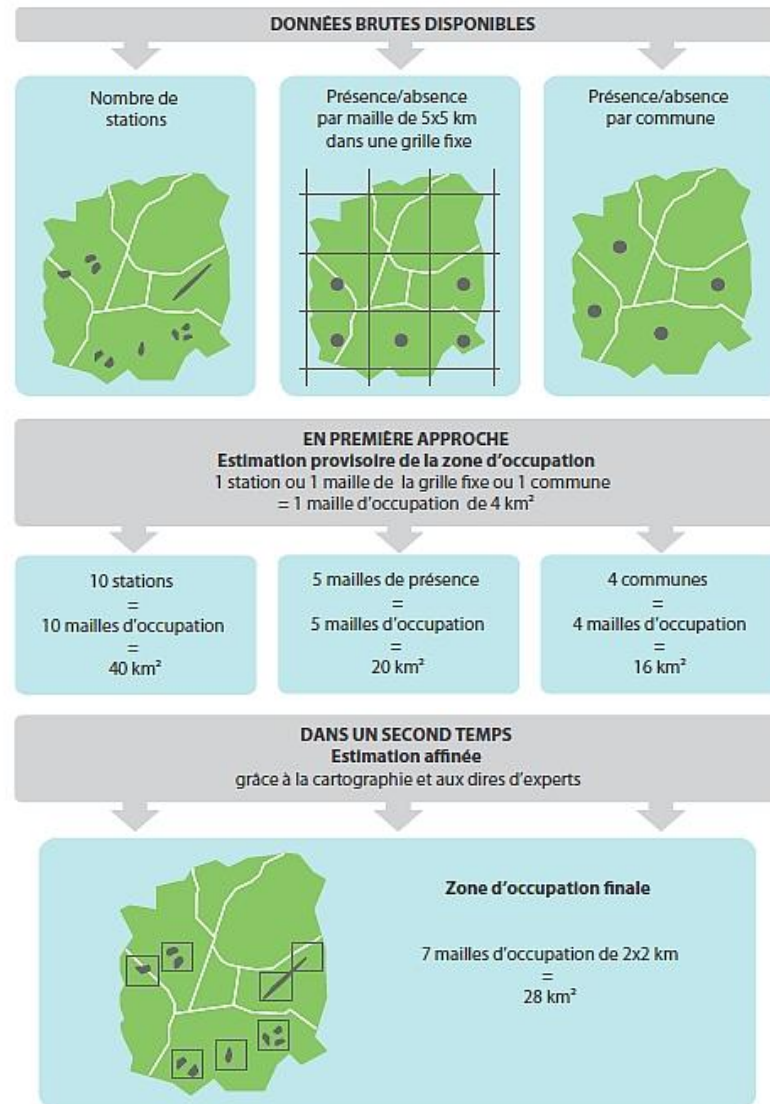 DONNÉES BRUTES DISPONIBLES
Nombre de
stations
Présence/absence
par maille de 5x5 km
dans une grille fixe
Présence/absence
par commune
EN PREMIÈRE APPROCHE
Estimation provisoire de la zone d'occupation
1 station ou 1 maille de la grille fixe ou 1 commune
= 1 maille d'occupation de 4 km²
10 stations
=
10 mailles d'occupation
=
40 km²
5 mailles de présence
=
5 mailles d'occupation
=
20 km²
4 communes
=
4 mailles d'occupation
=
16 km²
DANS UN SECOND TEMPS
Estimation affinée
grâce à la cartographie et aux dires d'experts
Zone d'occupation finale
7 mailles d'occupation de 2x2 km
=
28 km²